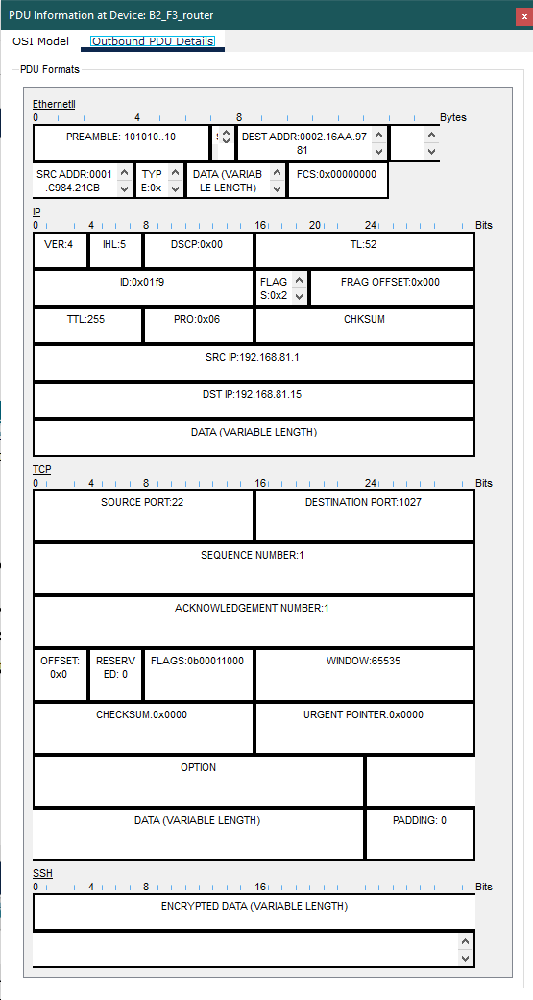 PDU Information at Device: B2_F3_router
x
OSI Model Outbound PDU Details
PDU Formats
EthernetII
0 4 8 Bytes
PREAMBLE: 101010..10
DEST ADDR:0002.16AA.97
81
SRC ADDR:0001
.C984.21CB
TYP
E:0x
DATA (VARIAB
LE LENGTH)
FCS:0x00000000
IP
0 4 8 16 20 24 Bits
VER:4 IHL:5 DSCP:0x00 TL:52
ID:0x01f9
FLAG
S:0x2
FRAG OFFSET:0x000
TTL:255 PRO:0x06 CHKSUM
SRC IP:192.168.81.1
DST IP:192.168.81.15
DATA (VARIABLE LENGTH)
TCP
0 4 8 16 24 Bits
SOURCE PORT:22 DESTINATION PORT:1027
SEQUENCE NUMBER:1
ACKNOWLEDGEMENT NUMBER:1
OFFSET:
0x0
RESERV
ED: 0
FLAGS:0b00011000 WINDOW:65535
CHECKSUM:0x0000 URGENT POINTER:0x0000
OPTION
DATA (VARIABLE LENGTH) PADDING: 0
SSH
0 4 8 16 Bits
ENCRYPTED DATA (VARIABLE LENGTH)